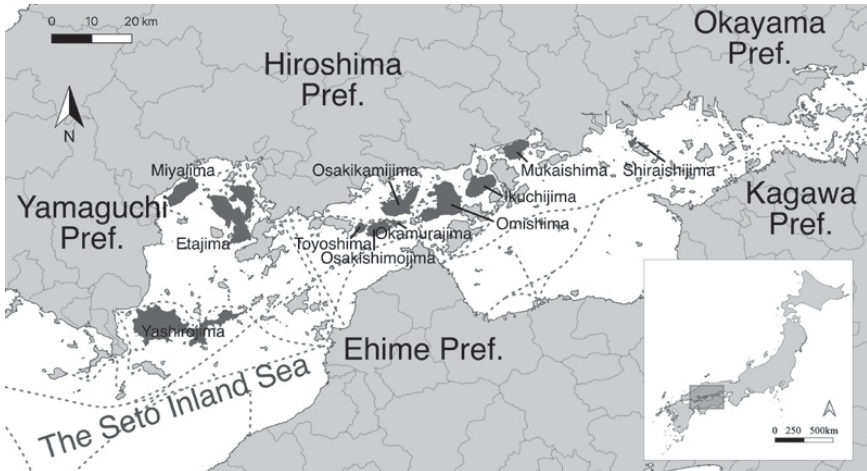 0 10 20 km
N
Okayama
Pref.
Hiroshima
Pref.
Miyajima
Osakikamijima
Mukaishima
Shiraishijima
Ikuchijima
Kagawa
Pref.
Yamaguchi
Pref.
Etajima
Toyoshima
Okamurajima
Omishima
Osakishimojima
Yashirojima
Ehime Pref.
The Seto Inland Sea
0 250 500km